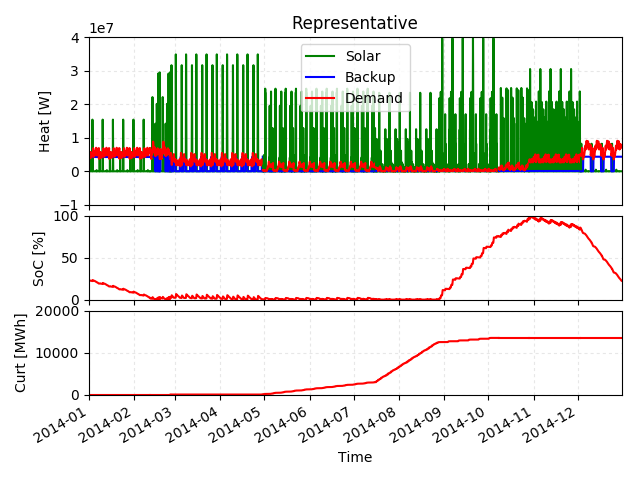 Representative
1e7
Heat [W]
4
3
2
1
0
−1
Solar
Backup
Demand
SoC [%]
100
50
0
Curt [MWh]
20000
10000
0
2014-01
2014-02
2014-03
2014-04
2014-05
2014-06
2014-07
2014-08
2014-09
2014-10
2014-11
2014-12
Time